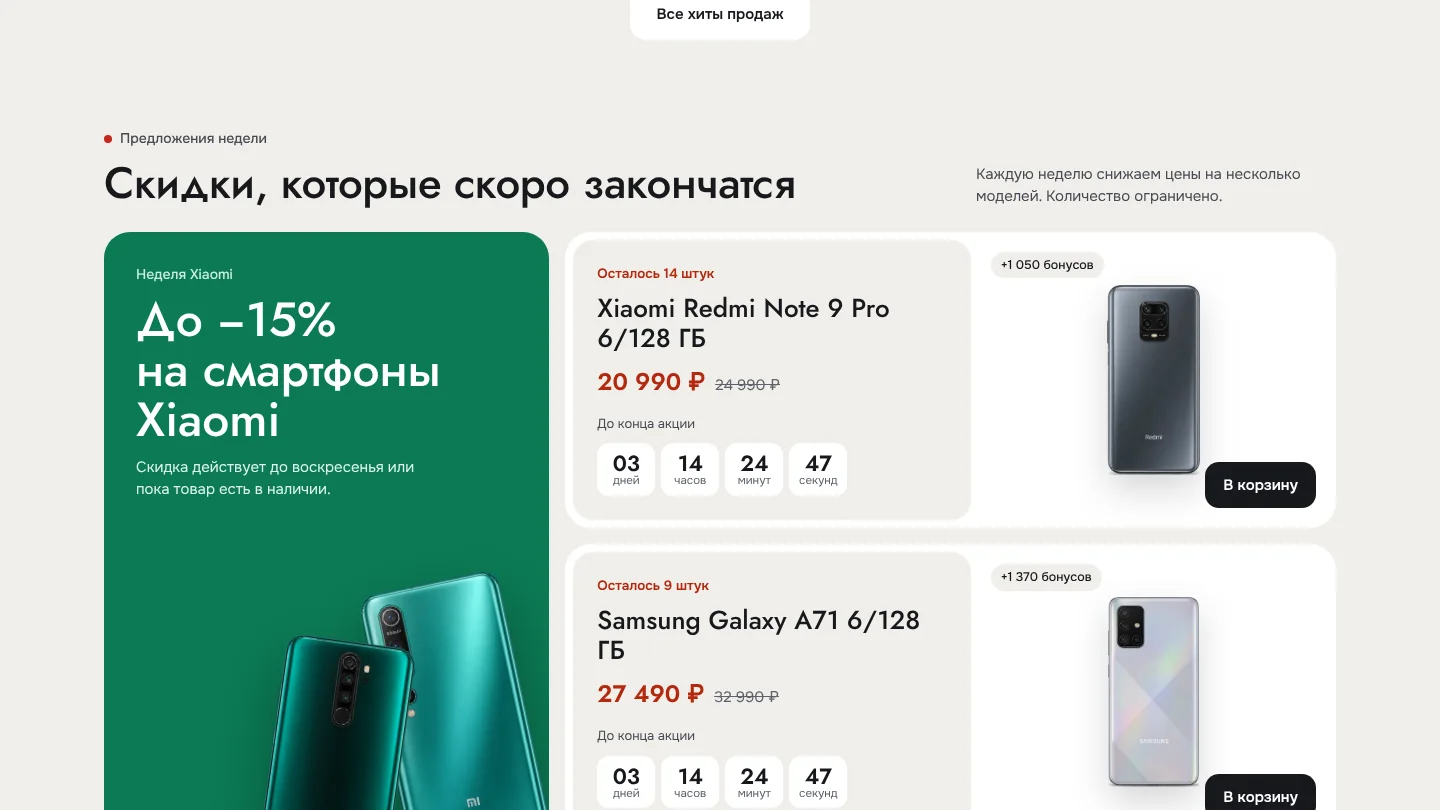 Все хиты продаж
Предложения недели
Скидки, которые скоро закончатся
Каждую неделю снижаем цены на несколько
моделей. Количество ограничено.
Неделя Xiaomi
До −15%
на смартфоны
Xiaomi
Скидка действует до воскресенья или
пока товар есть в наличии.
Осталось 14 штук
Xiaomi Redmi Note 9 Pro
6/128 ГБ
20 990 ₽ 24 990 ₽
До конца акции
03 14 24 47
дней часов минут секунд
+1 050 бонусов
Redmi
В корзину
Осталось 9 штук
Samsung Galaxy A71 6/128
ГБ
27 490 ₽ 32 990 ₽
До конца акции
03 14 24 47
дней часов минут секунд
+1 370 бонусов
SAMSUNG
В корзину